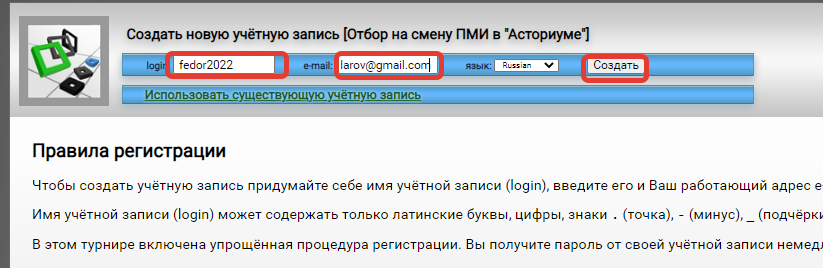 Создать новую учётную запись [Отбор на смену ПМИ в "Асториуме"]
login: fedor2022 e-mail: larov@gmail.com язык: Russian Создать
Использовать существующую учётную запись
Правила регистрации
Чтобы создать учётную запись придумайте себе имя учётной записи (login), введите его и Ваш работающий адрес
Имя учётной записи (login) может содержать только латинские буквы, цифры, знаки . (точка), - (минус), _ (подчёрки
В этом турнире включена упрощённая процедура регистрации. Вы получите пароль от своей учётной записи немед